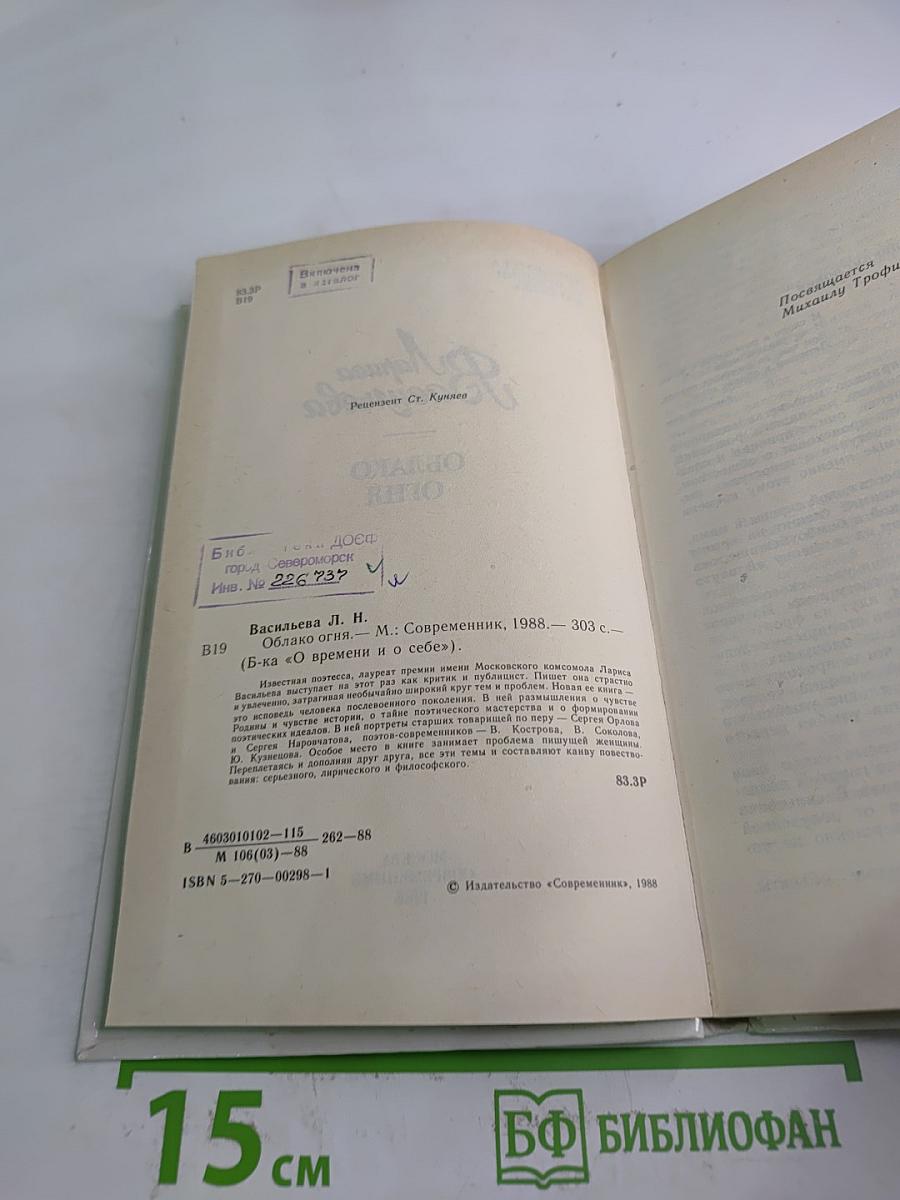 83.3Р
В19
Включена
в каталог
Рецензент Ст. Куняев
ДОЄФ
город Североморск
Инв. № 226737
Васильева Л. Н.
В19 Облако огня.— М.: Современник, 1988.— 303 с.—
(Б-ка «О времени и о себе»).
Известная поэтесса, лауреат премии имени Московского комсомола Лариса
Васильева выступает на этот раз как критик и публицист. Пишет она страстно
и увлеченно, затрагивая необычайно широкий круг тем и проблем. Новая ее книга —
это исповедь человека послевоенного поколения. В ней размышления о чувстве
Родины и чувстве истории, о тайне поэтического мастерства и о формировании
поэтических идеалов. В ней портреты старших товарищей по перу — Сергея Орлова
и Сергея Наровчатова, поэтов-современников — В. Кострова, В. Соколова,
Ю. Кузнецова. Особое место в книге занимает проблема пишущей женщины.
Переплетаясь и дополняя друг друга, все эти темы и составляют канву повество-
вания: серьезного, лирического и философского.
83.3Р
В 4603010102—115 262—88
М 106(03)—88
ISBN 5—270—00298—1
© Издательство «Современник», 1988
Посвящается
Михаилу
15 см
БФ БИБЛИОФАН